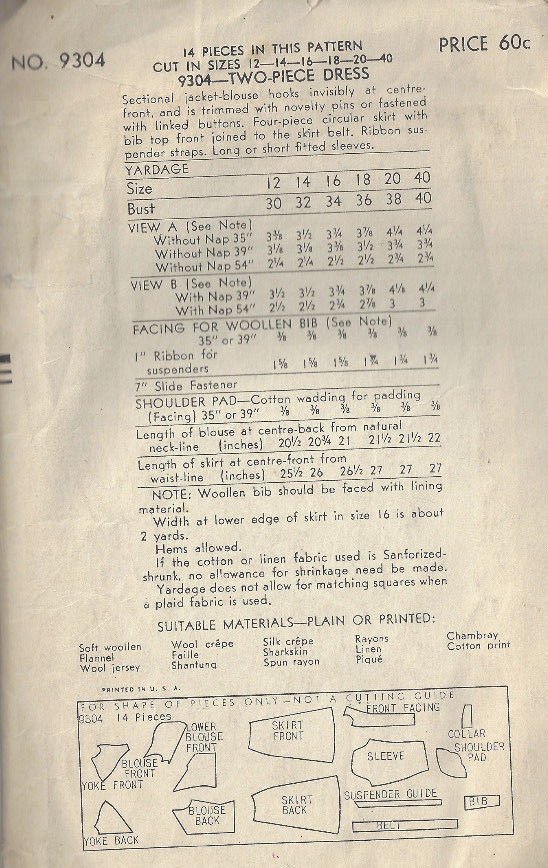 NO. 9304
14 PIECES IN THIS PATTERN
PRICE 60c
CUT IN SIZES 12—14—16—18—20—40
9304—TWO-PIECE DRESS
Sectional jacket-blouse hooks invisibly at centre-
front, and is trimmed with novelty pins or fastened
with linked buttons. Four-piece circular skirt with
bib top front joined to the skirt belt. Ribbon sus-
pender straps. Long or short fitted sleeves.
YARDAGE
Size 12 14 16 18 20 40
Bust 30 32 34 36 38 40
VIEW A (See Note)
Without Nap 35" 3⅜ 3½ 3¾ 3⅞ 4¼ 4¼
Without Nap 39" 3⅛ 3⅛ 3⅜ 3½ 3¾ 3¾
Without Nap 54" 2¼ 2¼ 2½ 2½ 2¾ 2¾
VIEW B (See Note)
With Nap 39" 3½ 3½ 3¾ 3⅞ 4⅛ 4¼
With Nap 54" 2½ 2½ 2¾ 2⅞ 3 3
FACING FOR WOOLLEN BIB (See Note)
35" or 39" ⅜ ⅜ ⅜ ⅜ ⅜ ⅜
1" Ribbon for
suspenders 1⅝ 1⅝ 1⅝ 1¾ 1¾ 1¾
7" Slide Fastener
SHOULDER PAD—Cotton wadding for padding
(Facing) 35" or 39" ⅜ ⅜ ⅜ ⅜ ⅜ ⅜
Length of blouse at centre-back from natural
neck-line (inches) 20½ 20¾ 21 21½ 21½ 22
Length of skirt at centre-front from
waist-line (inches) 25½ 26 26½ 27 27 27
NOTE: Woollen bib should be faced with lining
material.
Width at lower edge of skirt in size 16 is about
2 yards.
Hems allowed.
If the cotton or linen fabric used is Sanforized-
shrunk, no allowance for shrinkage need be made.
Yardage does not allow for matching squares when
a plaid fabric is used.
SUITABLE MATERIALS—PLAIN OR PRINTED:
Soft woollen Wool crêpe Silk crêpe Rayons Chambray
Flannel Faille Sharkskin Linen Cotton print
Wool jersey Shantung Spun rayon Piqué
PRINTED IN U. S. A.
FOR SHAPE OF PIECES ONLY—NOT A CUTTING GUIDE
9304 14 Pieces
LOWER
BLOUSE
FRONT
SKIRT
FRONT
FRONT FACING
COLLAR
BLOUSE
FRONT
YOKE FRONT
SLEEVE
SHOULDER
PAD
YOKE BACK
BLOUSE
BACK
SKIRT
BACK
SUSPENDER GUIDE
BIB
BELT